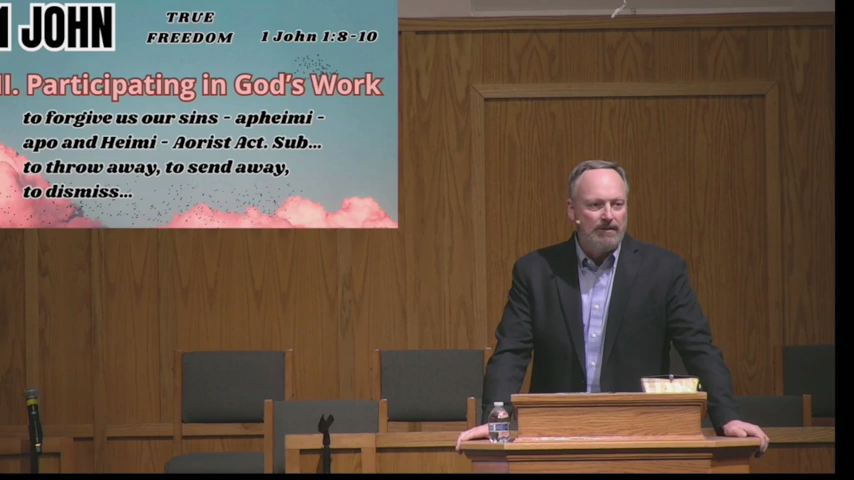 1 JOHN
TRUE
FREEDOM
1 John 1:8-10
II. Participating in God's Work
to forgive us our sins - apheimi -
apo and Heimi - Aorist Act. Sub...
to throw away, to send away,
to dismiss...